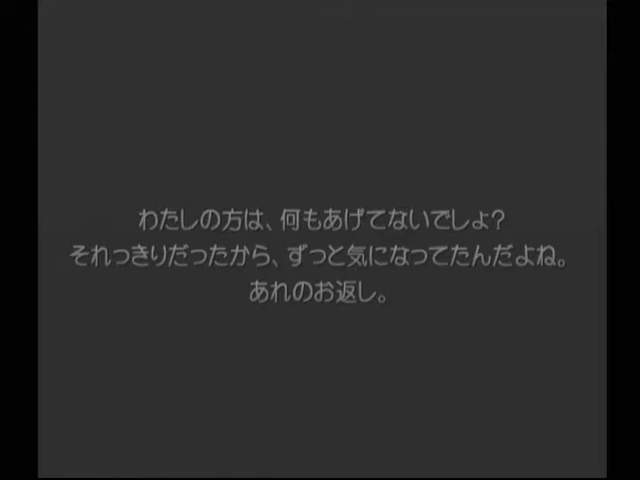 わたしの方は、何もあげてないでしょ?
それっきりだったから、ずっと気になってたんだよね。
あれのお返し。